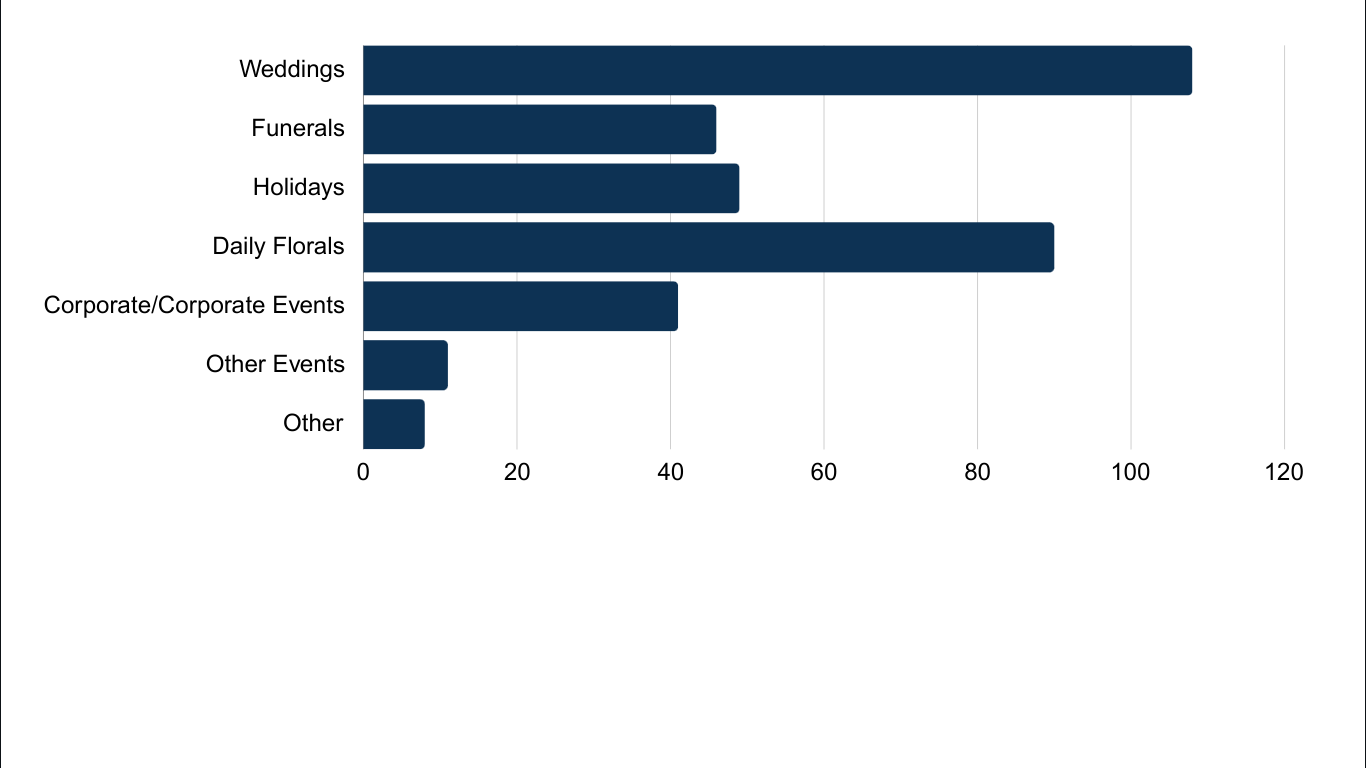 Weddings
Funerals
Holidays
Daily Florals
Corporate/Corporate Events
Other Events
Other
0 20 40 60 80 100 120